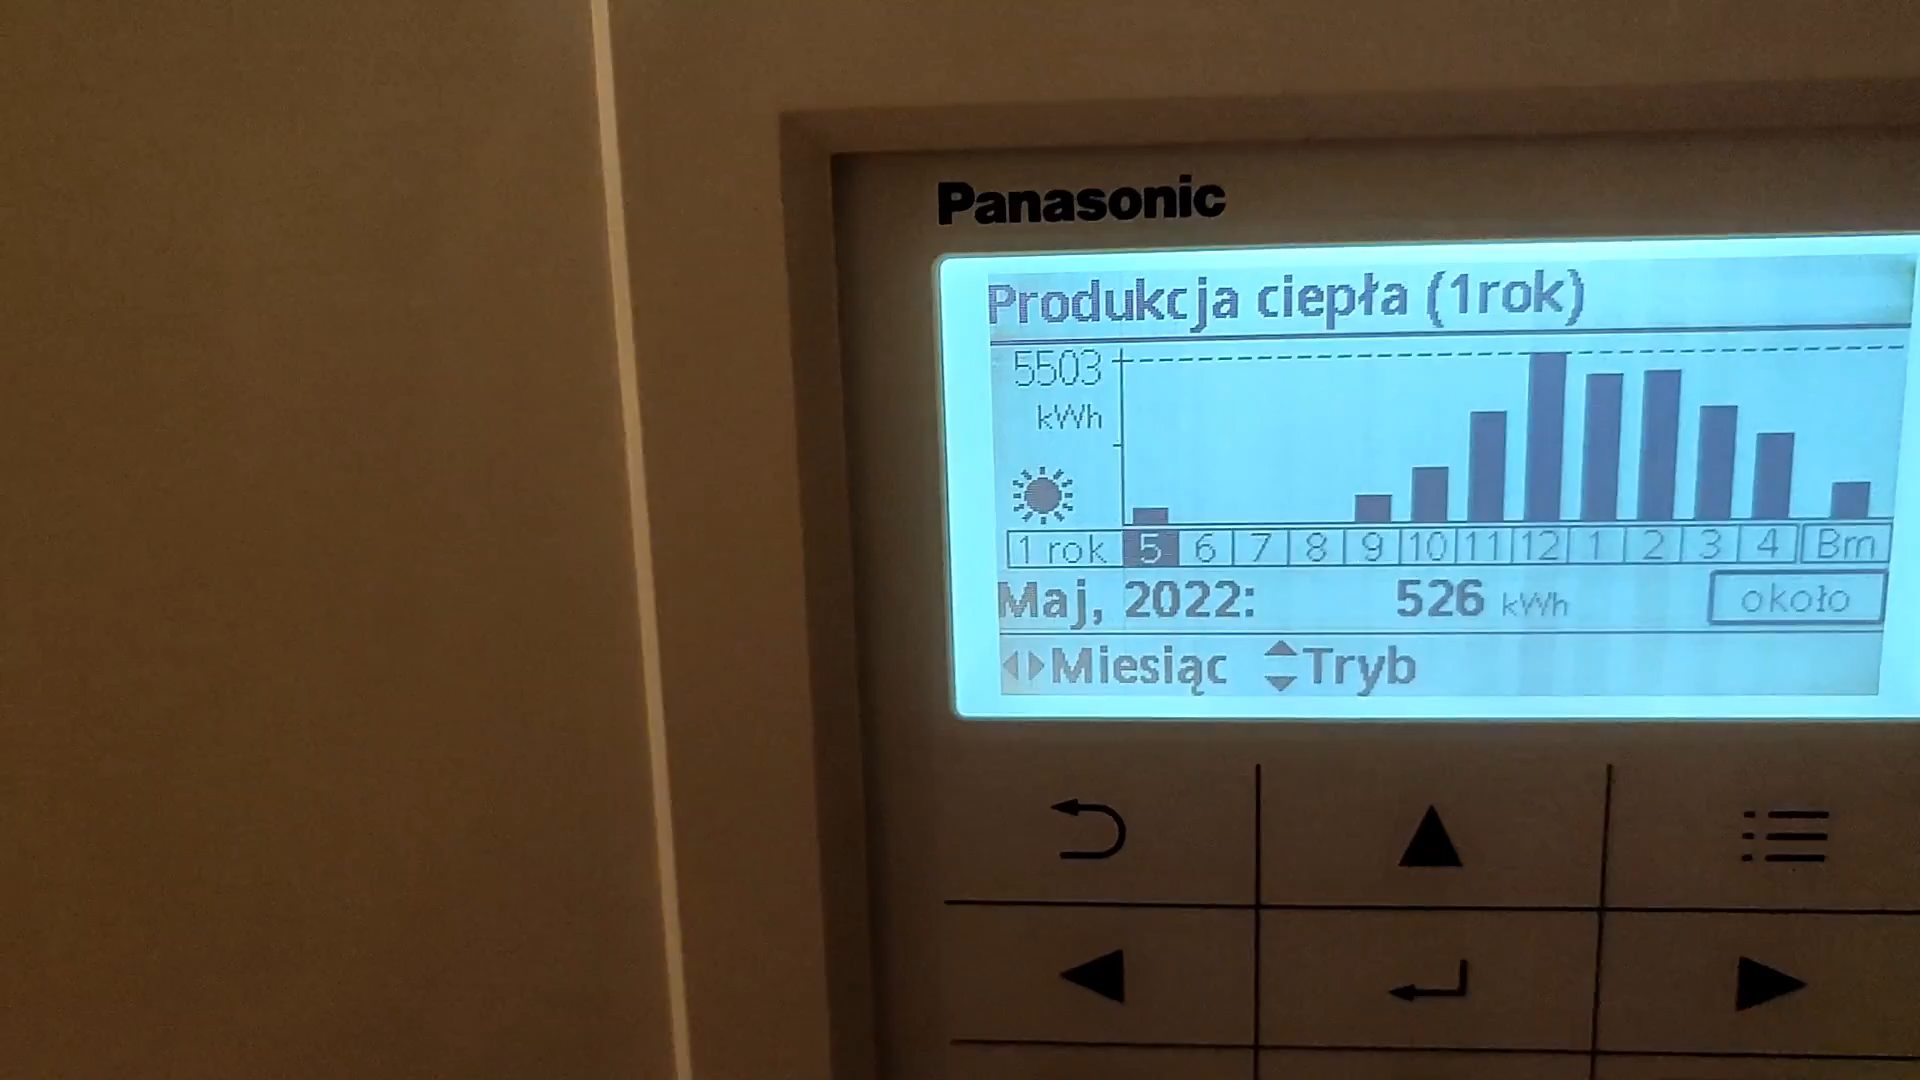 Panasonic
Produkcja ciepła (1rok)
5503
kWh
1 rok 5 6 7 8 9 10 11 12 1 2 3 4 Bm
Maj, 2022: 526 kWh około
Miesiąc Tryb